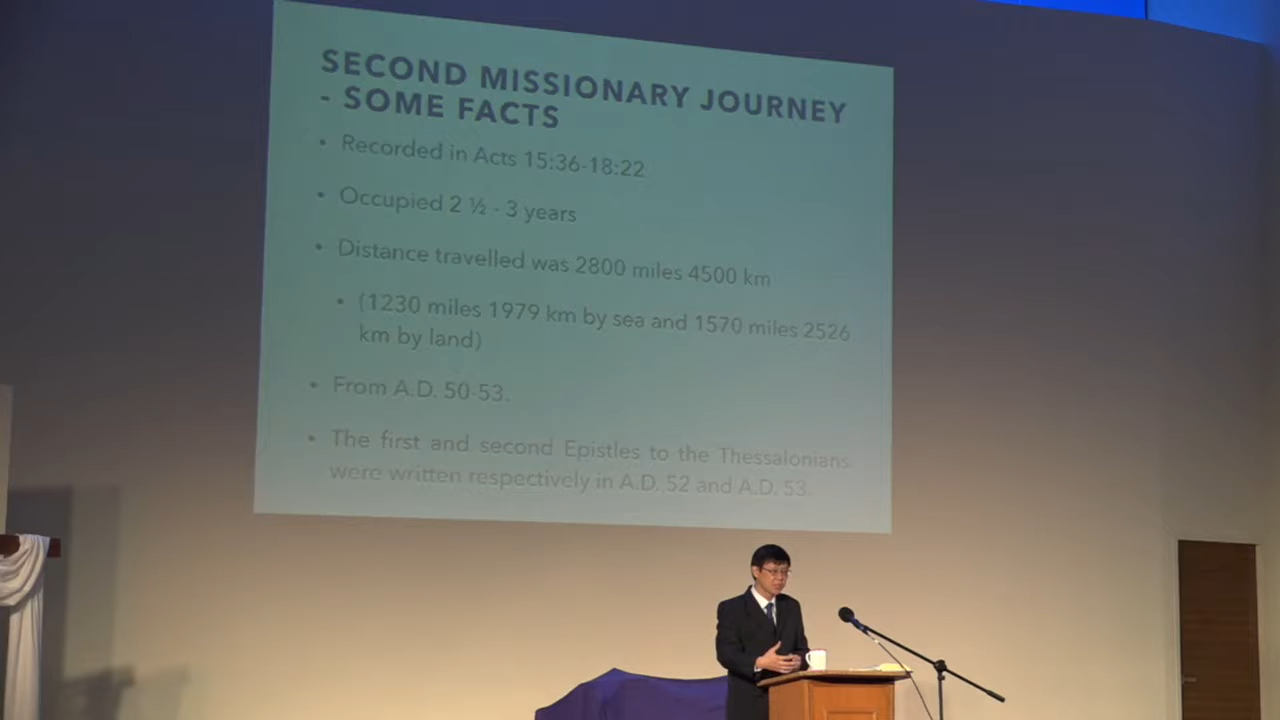 SECOND MISSIONARY JOURNEY
- SOME FACTS
• Recorded in Acts 15:36-18:22
• Occupied 2 ½ - 3 years
• Distance travelled was 2800 miles 4500 km
• (1230 miles 1979 km by sea and 1570 miles 2526
km by land)
• From A.D. 50-53.
• The first and second Epistles to the Thessalonians
were written respectively in A.D. 52 and A.D. 53.